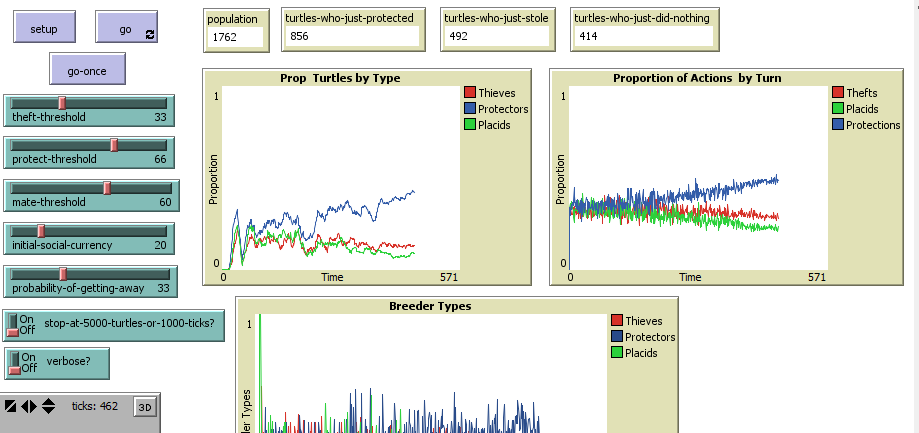 setup
go
go-once
population
1762
turtles-who-just-protected
856
turtles-who-just-stole
492
turtles-who-just-did-nothing
414
theft-threshold 33
protect-threshold 66
mate-threshold 60
initial-social-currency 20
probability-of-getting-away 33
On
Off
stop-at-5000-turtles-or-1000-ticks?
On
Off
verbose?
ticks: 462
3D
Prop Turtles by Type
1
Proportion
0
0
Time
571
Thieves
Protectors
Placids
Proportion of Actions by Turn
1
Proportion
0
0
Time
571
Thefts
Placids
Protections
Breeder Types
1
der Types
Thieves
Protectors
Placids